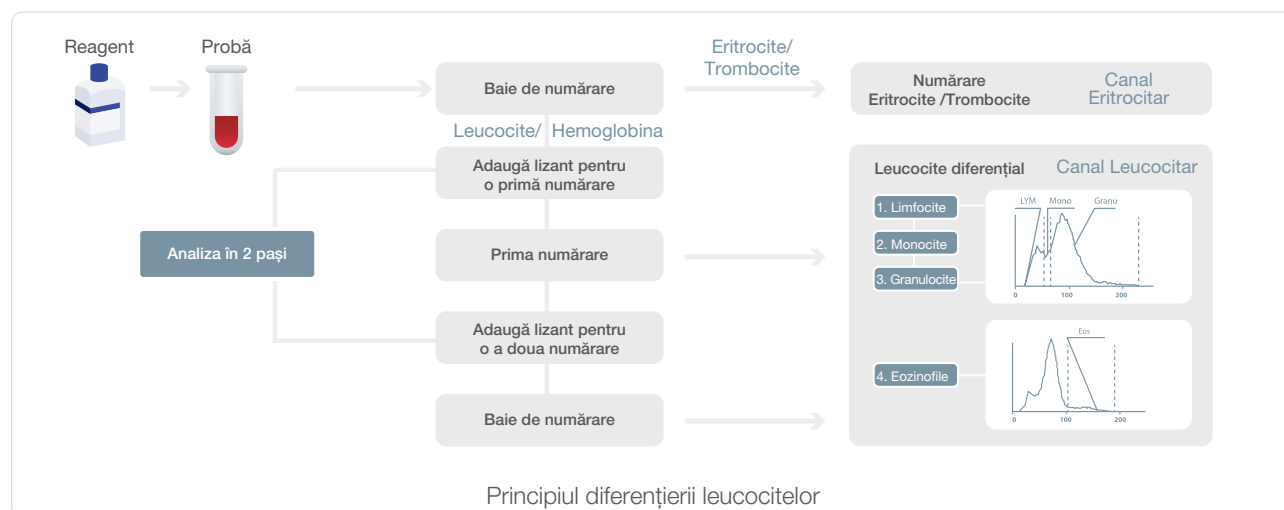 Reagent
Probă
Baie de numărare
Eritrocite/
Trombocite
Numărare
Eritrocite /Trombocite
Canal
Eritrocitar
Leucocite/ Hemoglobina
Adaugă lizant pentru
o primă numărare
Analiza în 2 pași
Prima numărare
Adaugă lizant pentru
o a doua numărare
Baie de numărare
Leucocite diferențial
Canal Leucocitar
1. Limfocite
2. Monocite
3. Granulocite
LYM Mono Granu
0 100 200
4. Eozinofile
Eos
0 100 200
Principiul diferențierii leucocitelor